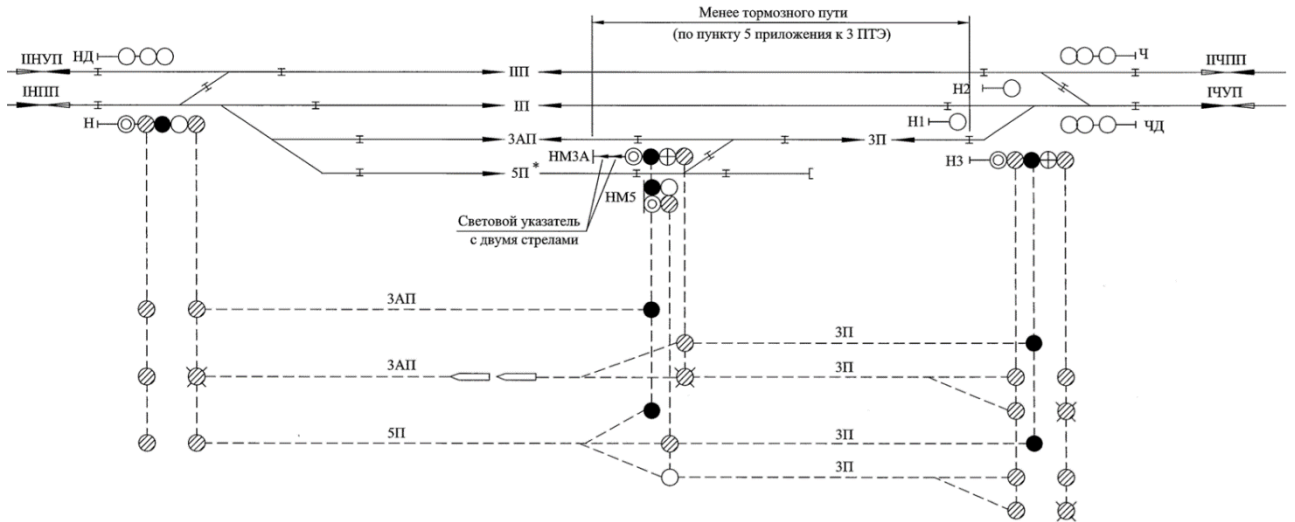 Менее тормозного пути
(по пункту 5 приложения к 3 ПТЭ)
IIНУП
НД
IIП
Ч
IIЧПП
Н2
IНПП
IП
IЧУП
Н
Н1
ЧД
3АП
3П
НМ3А
Н3
5П *
НМ5
Световой указатель
с двумя стрелами
3АП
3П
3АП
3П
5П
3П
3П